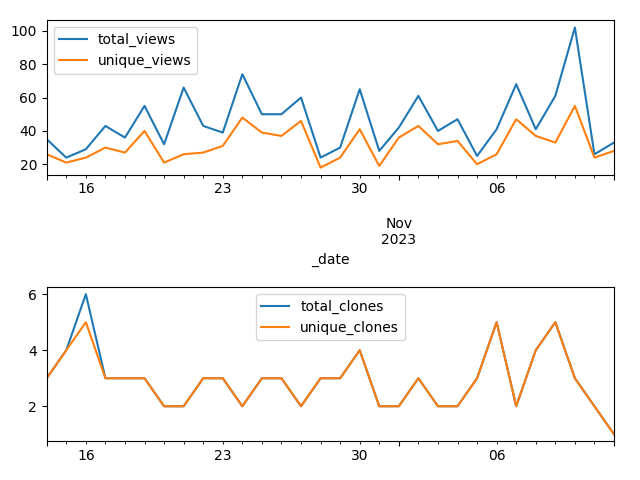 100
80
60
40
20
total_views
unique_views
16
23
30
06
Nov
2023
_date
6
4
2
total_clones
unique_clones
16
23
30
06